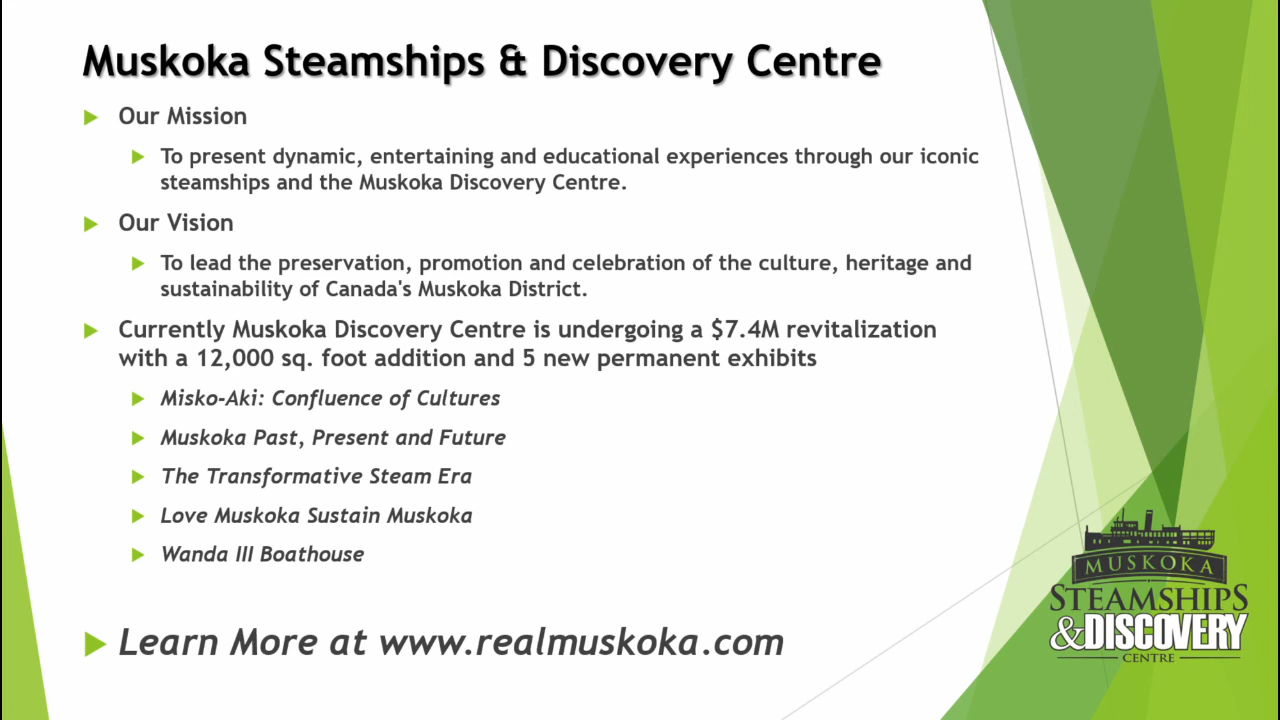 Muskoka Steamships & Discovery Centre
Our Mission
To present dynamic, entertaining and educational experiences through our iconic
steamships and the Muskoka Discovery Centre.
Our Vision
To lead the preservation, promotion and celebration of the culture, heritage and
sustainability of Canada's Muskoka District.
Currently Muskoka Discovery Centre is undergoing a $7.4M revitalization
with a 12,000 sq. foot addition and 5 new permanent exhibits
Misko-Aki: Confluence of Cultures
Muskoka Past, Present and Future
The Transformative Steam Era
Love Muskoka Sustain Muskoka
Wanda III Boathouse
Learn More at www.realmuskoka.com
MUSKOKA
STEAMSHIPS
&DISCOVERY
CENTRE